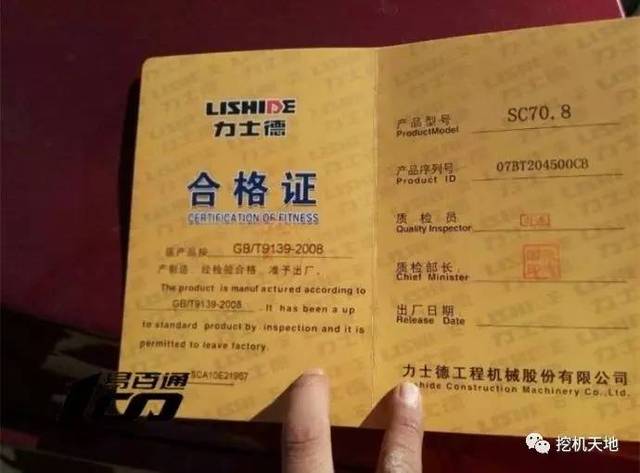 LISHIDE
力士德
合格证
CERTIFICATION OF FITNESS
GB/T9139-2008
产制造 经检验合格 准予出厂。
The product is manufactured according to
GB/T9139-2008 . It has been a up
to standard product by inspection and it is
permitted to leave factory.
易百通
产品型号 SC70.8
ProductModel
产品序列号 07BT204500CB
Product ID
质检员
Quality Inspector
质检部长
Chief Minister
出厂日期
Release Date
力士德工程机械股份有限公司
Construction Machinery Co.,Ltd.
挖机天地